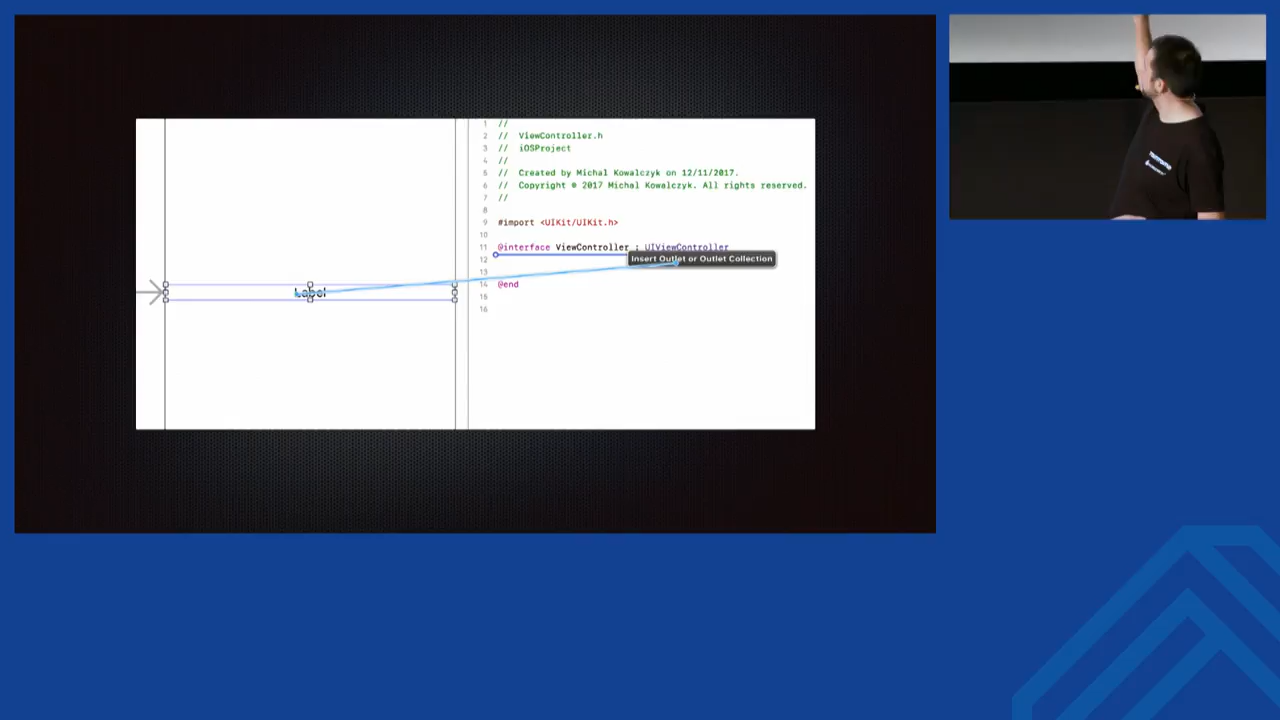 1 //
2 // ViewController.h
3 // iOSProject
4 //
5 // Created by Michal Kowalczyk on 12/11/2017.
6 // Copyright © 2017 Michal Kowalczyk. All rights reserved.
7 //
8
9 #import <UIKit/UIKit.h>
10
11 @interface ViewController : UIViewController
12
Insert Outlet or Outlet Collection
13
14 @end
Label
15
16